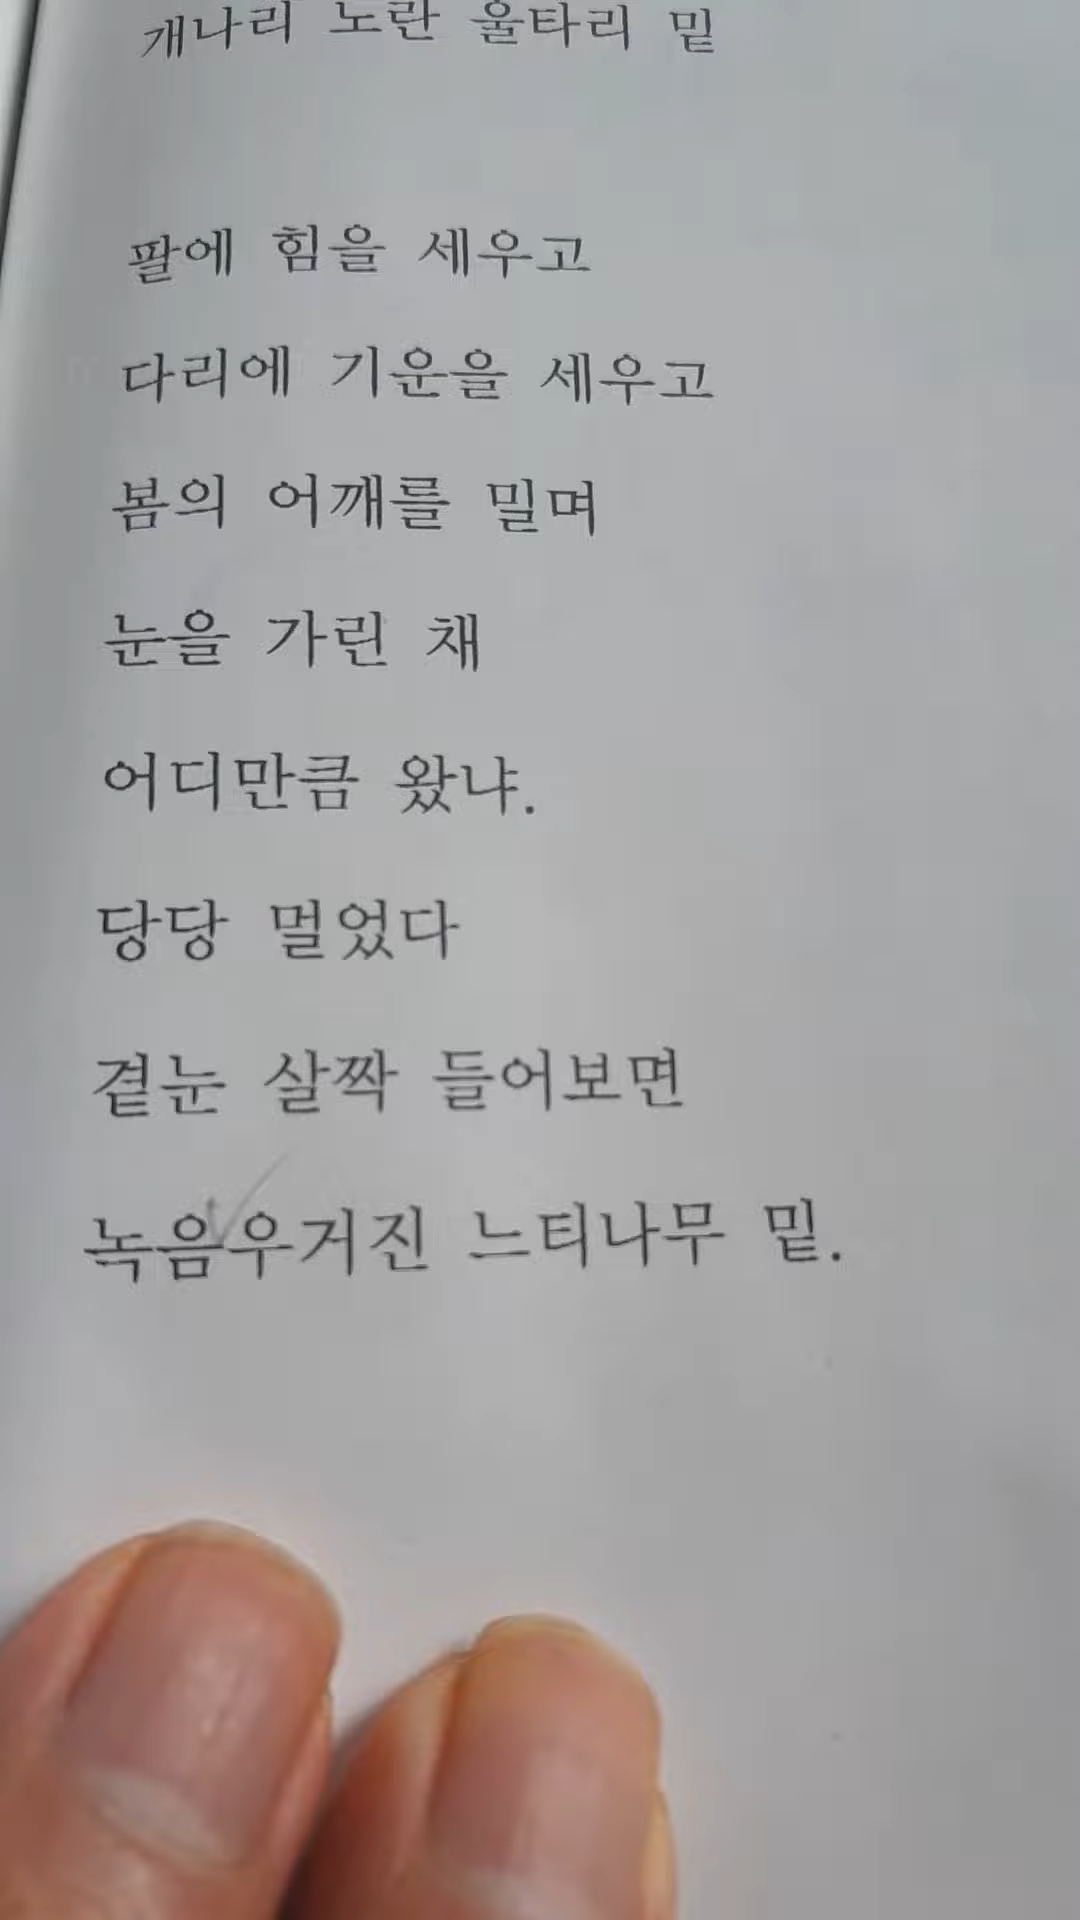 개나리 노란 울타리 밑
팔에 힘을 세우고
다리에 기운을 세우고
봄의 어깨를 밀며
눈을 가린 채
어디만큼 왔냐.
당당 멀었다
곁눈 살짝 들어보면
녹음우거진 느티나무 밑.